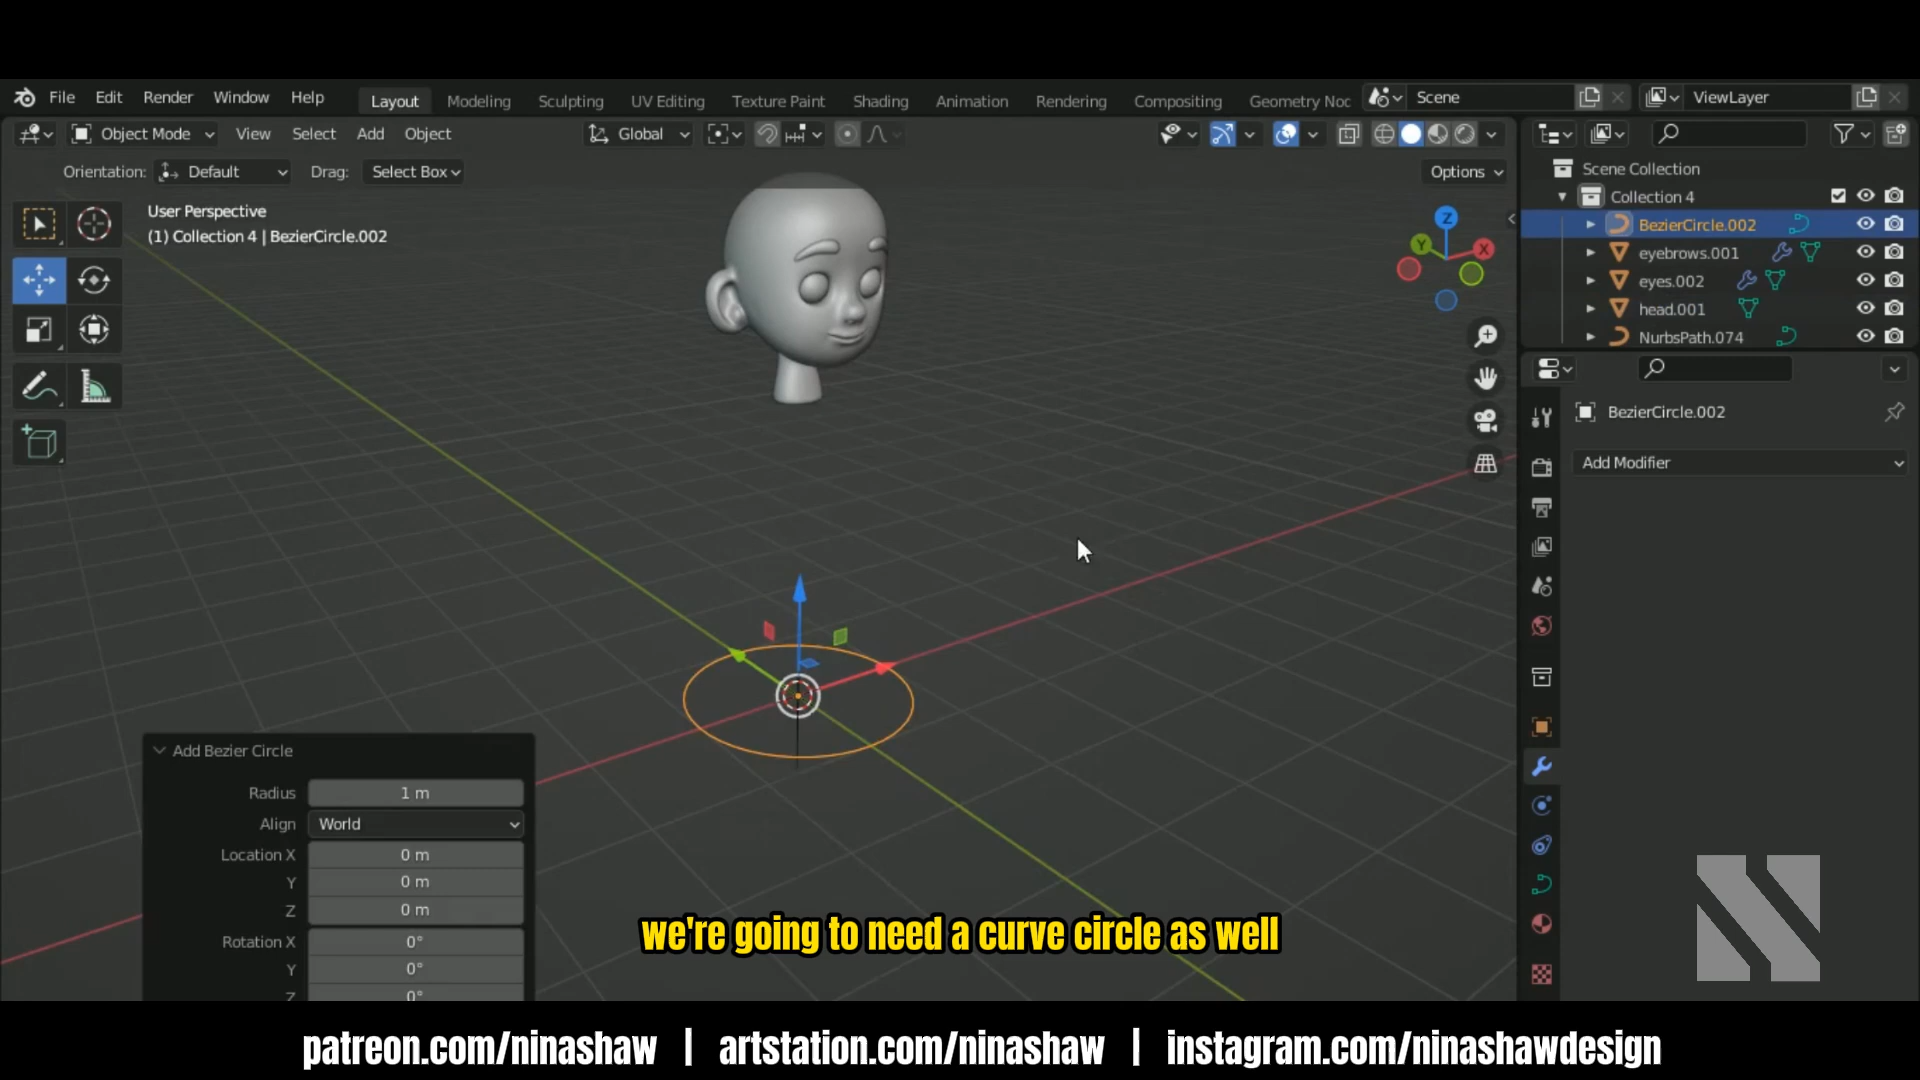 File Edit Render Window Help Layout Modeling Sculpting UV Editing Texture Paint Shading Animation Rendering Compositing Geometry Noc Scene ViewLayer
Object Mode View Select Add Object Global
Orientation: Default Drag: Select Box Options
User Perspective
(1) Collection 4 | BezierCircle.002
Z
Y
X
Scene Collection
Collection 4
BezierCircle.002
eyebrows.001
eyes.002
head.001
NurbsPath.074
BezierCircle.002
Add Modifier
Add Bezier Circle
Radius 1 m
Align World
Location X 0 m
Y 0 m
Z 0 m
Rotation X 0°
Y 0°
Z 0°
we're going to need a curve circle as well
patreon.com/ninashaw | artstation.com/ninashaw | instagram.com/ninashawdesign